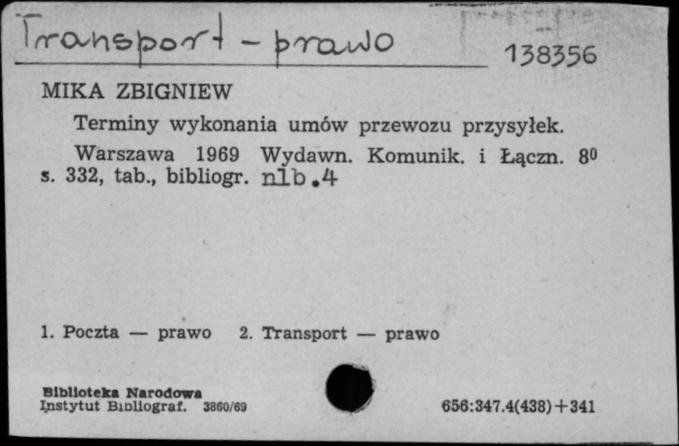 Transport - prawo
138356
MIKA ZBIGNIEW
Terminy wykonania umów przewozu przysyłek.
Warszawa 1969 Wydawn. Komunik. i Łączn. 8⁰
s. 332, tab., bibliogr. nlb.4
1. Poczta — prawo 2. Transport — prawo
Biblioteka Narodowa
Instytut Bibliograf. 3860/69
656:347.4(438)+341